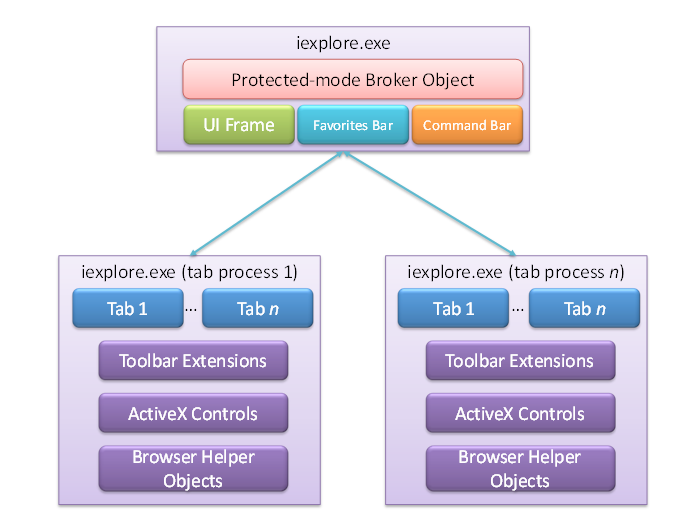 iexplore.exe
Protected-mode Broker Object
UI Frame
Favorites Bar
Command Bar
iexplore.exe (tab process 1)
Tab 1
...
Tab n
Toolbar Extensions
ActiveX Controls
Browser Helper
Objects
iexplore.exe (tab process n)
Tab 1
...
Tab n
Toolbar Extensions
ActiveX Controls
Browser Helper
Objects